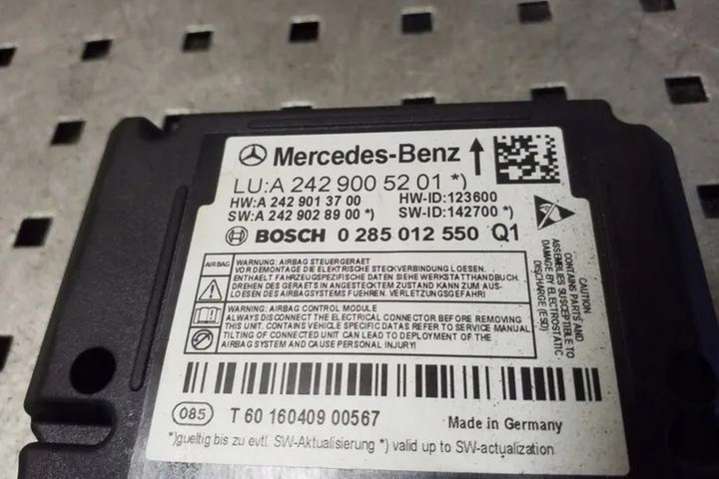 Mercedes-Benz
LU:A 242 900 52 01 *)
HW:A 242 901 37 00 HW-ID:123600
SW:A 242 902 89 00 *) SW-ID:142700 *)
BOSCH 0 285 012 550 Q1
AIRBAG
WARNUNG: AIRBAG STEUERGERAET
VOR DEMONTAGE DIE ELEKTRISCHE STECKVERBINDUNG LOESEN.
ENTHAELT FAHRZEUGSPEZIFISCHE DATEN SIEHE WERKSTATTHANDBUCH
DREHEN DES GERAETS IN ANGESTECKTEM ZUSTAND KANN ZUM AUS-
LOESEN DES AIRBAGSYSTEMS FUEHREN. VERLETZUNGSGEFAHR!
WARNING: AIRBAG CONTROL MODULE
ALWAYS DISCONNECT THE ELECTRICAL CONNECTOR BEFORE REMOVING
THIS UNIT. CONTAINS VEHICLE SPECIFIC DATAS REFER TO SERVICE MANUAL
TILTING OF CONNECTED UNIT CAN LEAD TO DEPLOYMENT OF THE
AIRBAG SYSTEM AND CAUSE PERSONAL INJURY!
CAUTION
CONTAINS PARTS AND
ASSEMBLIES SUSCEPTIBLE TO
DAMAGE BY ELECTROSTATIC
DISCHARGE (ESD)
085 T 60 160409 00567 Made in Germany
*)gueltig bis zu evtl. SW-Aktualisierung *) valid up to SW-actualization